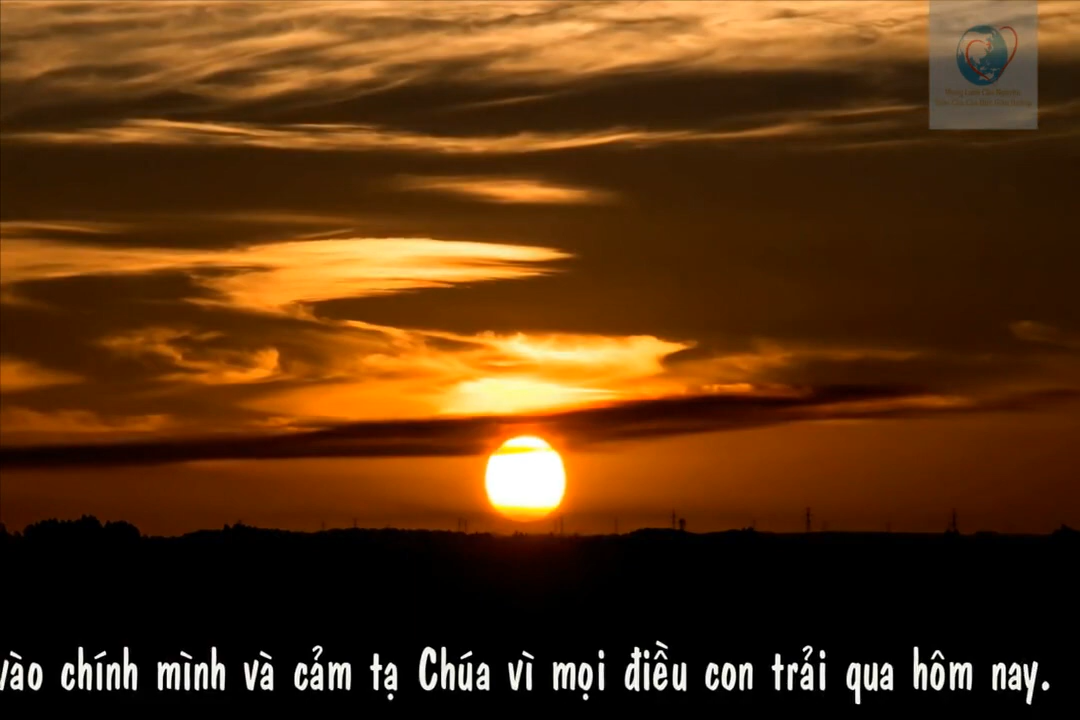 vào chính mình và cảm tạ Chúa vì mọi điều con trải qua hôm nay.